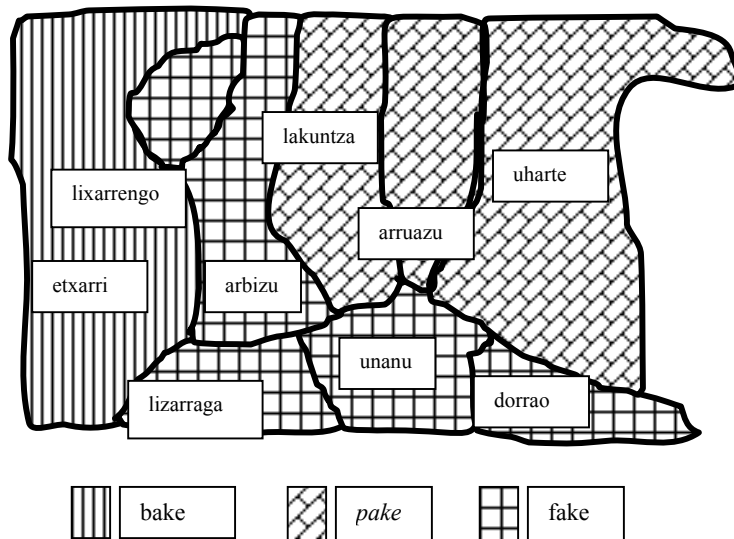 lakuntza
uharte
lixarrengo
arruazu
etxarri
arbizu
unanu
lizarraga
dorrao
bake
pake
fake